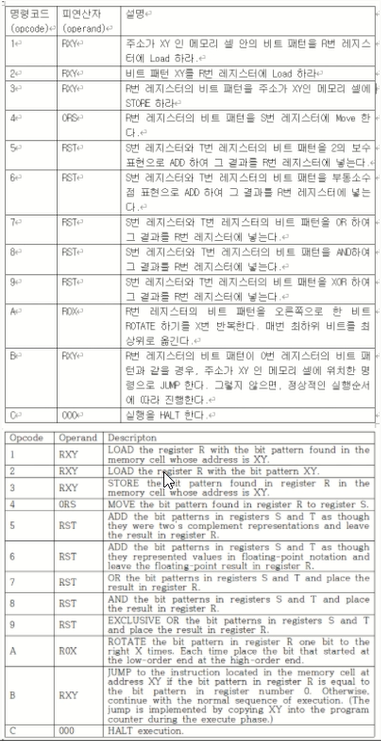 명령코드 피연산자 설명
(opcode) (operand)
1 RXY 주소가 XY 인 메모리 셀 안의 비트 패턴을 R번 레지스
터에 Load 하라.
2 RXY 비트 패턴 XY를 R번 레지스터에 Load 하라
3 RXY R번 레지스터의 비트 패턴을 주소가 XY인 메모리 셀에
STORE 하라
4 0RS R번 레지스터의 비트 패턴을 S번 레지스터에 Move 한
다.
5 RST S번 레지스터와 T번 레지스터의 비트 패턴을 2의 보수
표현으로 ADD 하여 그 결과를 R번 레지스터에 넣는다.
6 RST S번 레지스터와 T번 레지스터의 비트 패턴을 부동소수
점 표현으로 ADD 하여 그 결과를 R번 레지스터에 넣는
다.
7 RST S번 레지스터와 T번 레지스터의 비트 패턴을 OR 하여
그 결과를 R번 레지스터에 넣는다.
8 RST S번 레지스터와 T번 레지스터의 비트 패턴을 AND하여
그 결과를 R번 레지스터에 넣는다.
9 RST S번 레지스터와 T번 레지스터의 비트 패턴을 XOR 하여
그 결과를 R번 레지스터에 넣는다.
A R0X R번 레지스터의 비트 패턴을 오른쪽으로 한 비트
ROTATE 하기를 X번 반복한다. 매번 최하위 비트를 최
상위로 옮긴다.
B RXY R번 레지스터의 비트 패턴이 0번 레지스터의 비트 패
턴과 같을 경우, 주소가 XY 인 메모리 셀에 위치한 명
령으로 JUMP 한다. 그렇지 않으면, 정상적인 실행순서
에 따라 진행한다.
C 000 실행을 HALT 한다.
Opcode Operand Descripton
1 RXY LOAD the register R with the bit pattern found in the
memory cell whose address is XY.
2 RXY LOAD the register R with the bit pattern XY.
3 RXY STORE the bit pattern found in register R in the
memory cell whose address is XY.
4 0RS MOVE the bit pattern found in register R to register S.
5 RST ADD the bit patterns in registers S and T as though
they were two's complement representations and leave
the result in register R.
6 RST ADD the bit patterns in registers S and T as though
they represented values in floating-point notation and
leave the floating-point result in register R.
7 RST OR the bit patterns in registers S and T and place the
result in register R.
8 RST AND the bit patterns in registers S and T and place
the result in register R.
9 RST EXCLUSIVE OR the bit patterns in registers S and T
and place the result in register R.
A R0X ROTATE the bit pattern in register R one bit to the
right X times. Each time place the bit that started at
the low-order end at the high-order end.
B RXY JUMP to the instruction located in the memory cell at
address XY if the bit pattern in register R is equal to
the bit pattern in register number 0. Otherwise,
continue with the normal sequence of execution. (The
jump is implemented by copying XY into the program
counter during the execute phase.)
C 000 HALT execution.